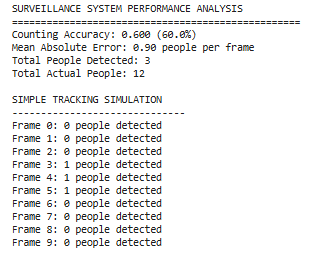 SURVEILLANCE SYSTEM PERFORMANCE ANALYSIS
==================================================
Counting Accuracy: 0.600 (60.0%)
Mean Absolute Error: 0.90 people per frame
Total People Detected: 3
Total Actual People: 12
SIMPLE TRACKING SIMULATION
------------------------------
Frame 0: 0 people detected
Frame 1: 0 people detected
Frame 2: 0 people detected
Frame 3: 1 people detected
Frame 4: 1 people detected
Frame 5: 1 people detected
Frame 6: 0 people detected
Frame 7: 0 people detected
Frame 8: 0 people detected
Frame 9: 0 people detected